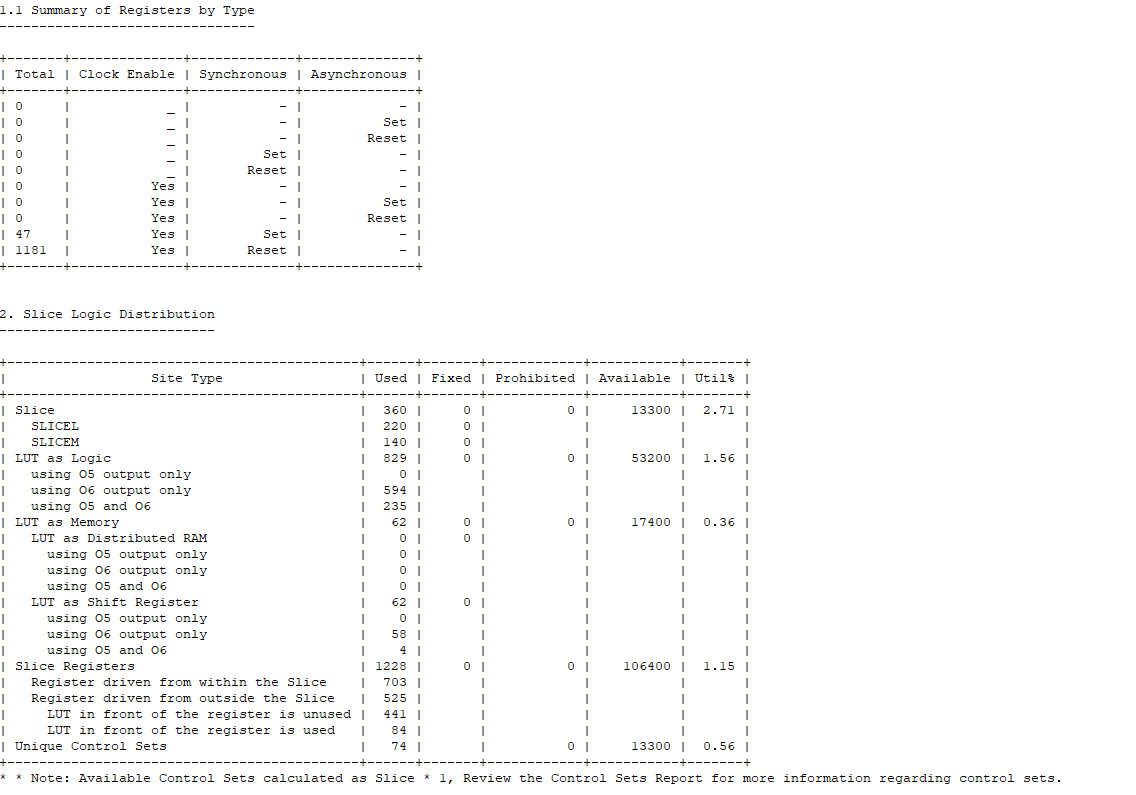 1.1 Summary of Registers by Type
--------------------------------
+-------+--------------+-------------+--------------+
| Total | Clock Enable | Synchronous | Asynchronous |
+-------+--------------+-------------+--------------+
| 0     |            _ |           - |            - |
| 0     |            _ |           - |          Set |
| 0     |            _ |           - |        Reset |
| 0     |            _ |         Set |            - |
| 0     |            _ |       Reset |            - |
| 0     |          Yes |           - |            - |
| 0     |          Yes |           - |          Set |
| 0     |          Yes |           - |        Reset |
| 47    |          Yes |         Set |            - |
| 1181  |          Yes |       Reset |            - |
+-------+--------------+-------------+--------------+
2. Slice Logic Distribution
---------------------------
+--------------------------------------------+------+-------+------------+-----------+-------+
|                  Site Type                 | Used | Fixed | Prohibited | Available | Util% |
+--------------------------------------------+------+-------+------------+-----------+-------+
| Slice                                      |  360 |     0 |          0 |     13300 |  2.71 |
|   SLICEL                                   |  220 |     0 |            |           |       |
|   SLICEM                                   |  140 |     0 |            |           |       |
| LUT as Logic                               |  829 |     0 |          0 |     53200 |  1.56 |
|   using O5 output only                     |    0 |       |            |           |       |
|   using O6 output only                     |  594 |       |            |           |       |
|   using O5 and O6                          |  235 |       |            |           |       |
| LUT as Memory                              |   62 |     0 |          0 |     17400 |  0.36 |
|   LUT as Distributed RAM                   |    0 |     0 |            |           |       |
|     using O5 output only                   |    0 |       |            |           |       |
|     using O6 output only                   |    0 |       |            |           |       |
|     using O5 and O6                        |    0 |       |            |           |       |
|   LUT as Shift Register                    |   62 |     0 |            |           |       |
|     using O5 output only                   |    0 |       |            |           |       |
|     using O6 output only                   |   58 |       |            |           |       |
|     using O5 and O6                        |    4 |       |            |           |       |
| Slice Registers                            | 1228 |     0 |          0 |    106400 |  1.15 |
|   Register driven from within the Slice    |  703 |       |            |           |       |
|   Register driven from outside the Slice   |  525 |       |            |           |       |
|     LUT in front of the register is unused |  441 |       |            |           |       |
|     LUT in front of the register is used   |   84 |       |            |           |       |
| Unique Control Sets                        |   74 |       |          0 |     13300 |  0.56 |
+--------------------------------------------+------+-------+------------+-----------+-------+
* * Note: Available Control Sets calculated as Slice * 1, Review the Control Sets Report for more information regarding control sets.